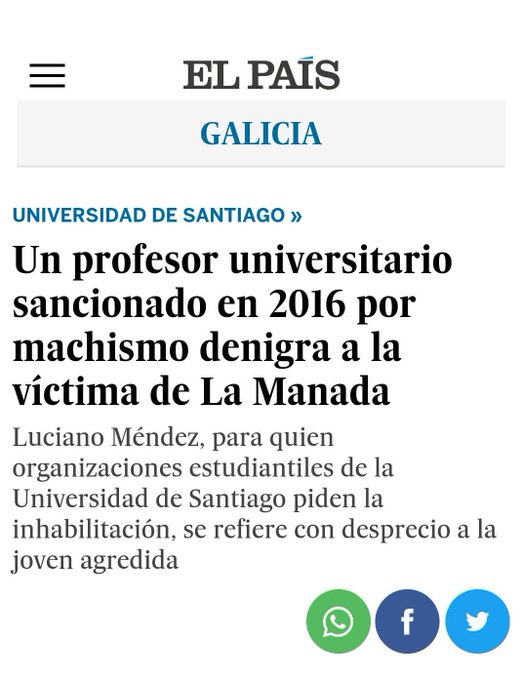 EL PAÍS
GALICIA
UNIVERSIDAD DE SANTIAGO »
Un profesor universitario
sancionado en 2016 por
machismo denigra a la
víctima de La Manada
Luciano Méndez, para quien
organizaciones estudiantiles de la
Universidad de Santiago piden la
inhabilitación, se refiere con desprecio a la
joven agredida